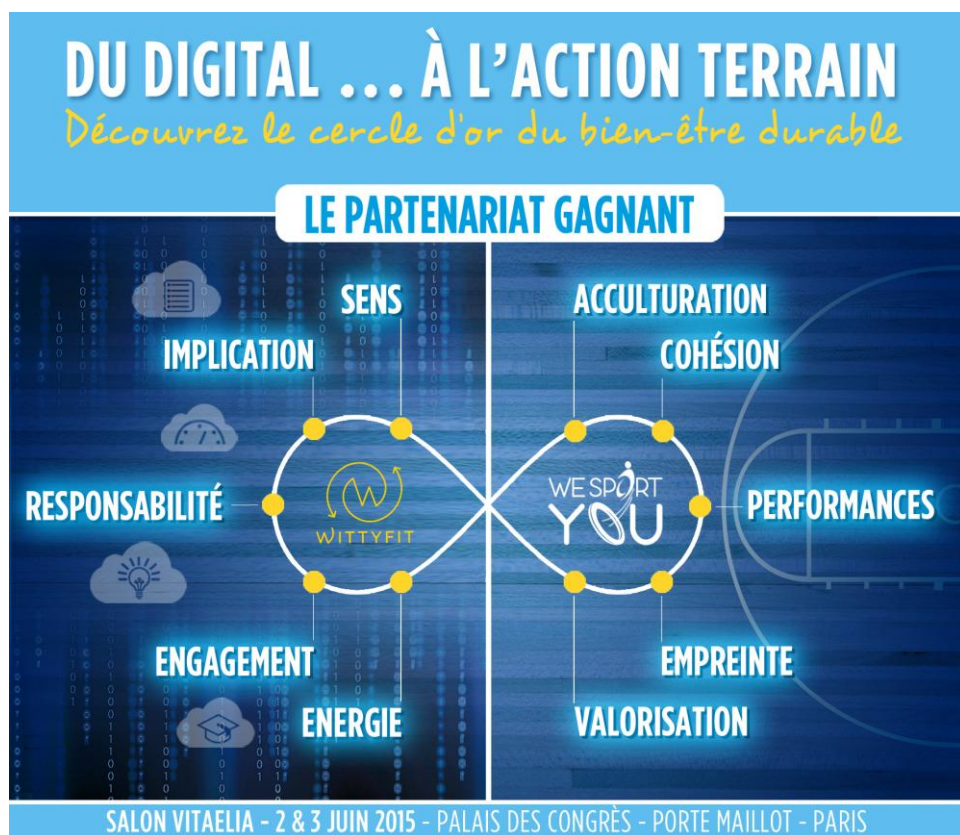 DU DIGITAL ... À L'ACTION TERRAIN
Découvrez le cercle d'or du bien-être durable
LE PARTENARIAT GAGNANT
SENS
IMPLICATION
RESPONSABILITÉ
WITTYFIT
ENGAGEMENT
ENERGIE
ACCULTURATION
COHÉSION
WE SPORT
YOU
PERFORMANCES
EMPREINTE
VALORISATION
SALON VITAELIA - 2 & 3 JUIN 2015 - PALAIS DES CONGRÈS - PORTE MAILLOT - PARIS